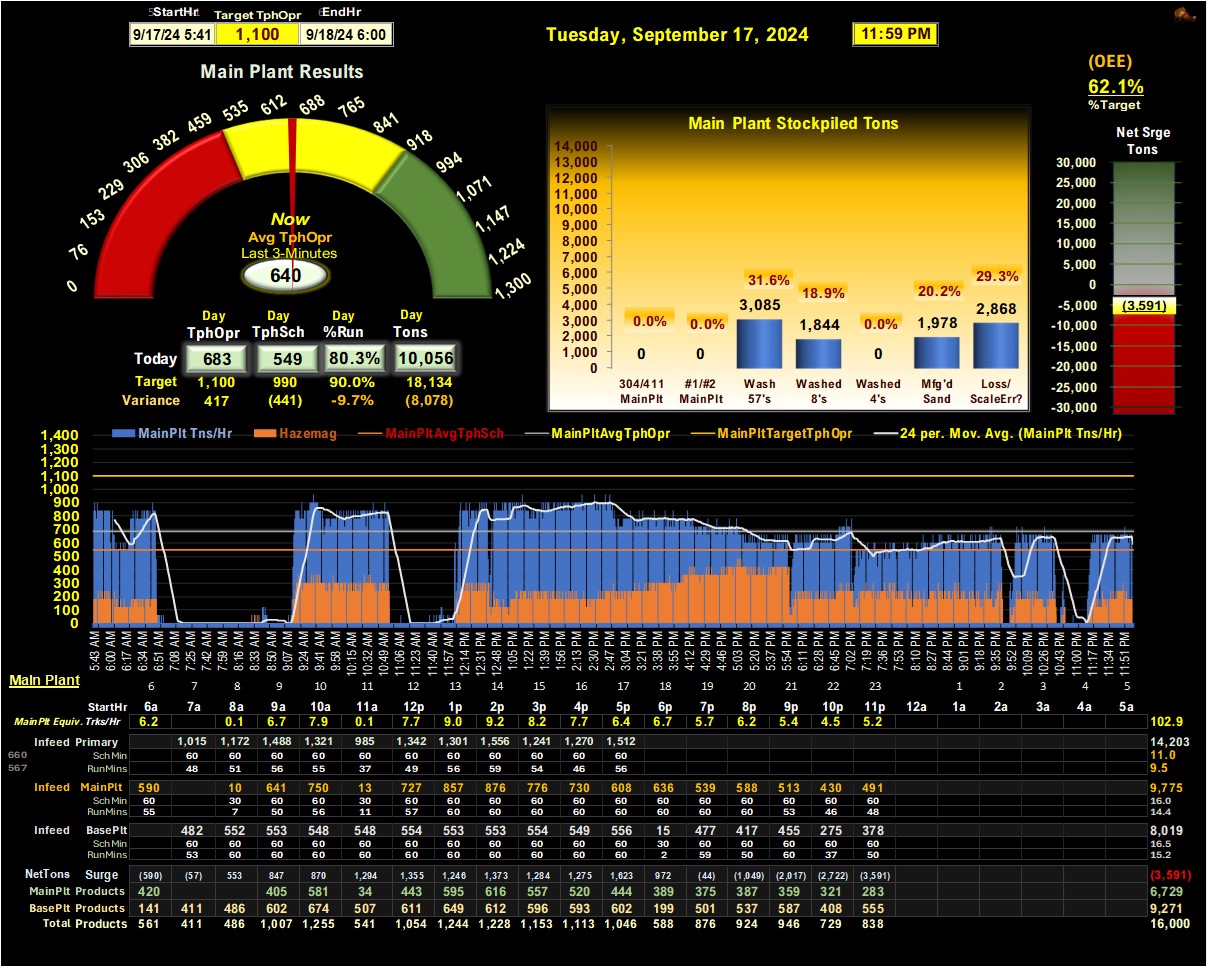 StartHr Target TphOpr EndHr
9/17/24 5:41 1,100 9/18/24 6:00
Tuesday, September 17, 2024 11:59 PM
(OEE)
62.1%
%Target
Main Plant Results
0 76 153 229 306 382 459 535 612 688 765 841 918 994 1,071 1,147 1,224 1,300
Now
Avg TphOpr
Last 3-Minutes
640
Day Day Day Day
TphOpr TphSch %Run Tons
Today 683 549 80.3% 10,056
Target 1,100 990 90.0% 18,134
Variance 417 (441) -9.7% (8,078)
Main Plant Stockpiled Tons
14,000
13,000
12,000
11,000
10,000
9,000
8,000
7,000
6,000
5,000
4,000
3,000
2,000
1,000
0
0.0% 0.0% 31.6% 18.9% 0.0% 20.2% 29.3%
0 0 3,085 1,844 0 1,978 2,868
304/411 #1/#2 Wash Washed Washed Mfg'd Loss/
MainPlt MainPlt 57's 8's 4's Sand ScaleErr?
Net Srge
Tons
30,000
25,000
20,000
15,000
10,000
5,000
0
-5,000
-10,000
-15,000
-20,000
-25,000
-30,000
(3,591)
MainPlt Tns/Hr Hazemag MainPltAvgTphSch MainPltAvgTphOpr MainPltTargetTphOpr 24 per. Mov. Avg. (MainPlt Tns/Hr)
1,400
1,300
1,200
1,100
1,000
900
800
700
600
500
400
300
200
100
0
5:43 AM 6:00 AM 6:17 AM 6:34 AM 6:51 AM 7:08 AM 7:25 AM 7:42 AM 7:59 AM 8:16 AM 8:33 AM 8:50 AM 9:07 AM 9:24 AM 9:41 AM 9:58 AM 10:15 AM 10:32 AM 10:49 AM 11:06 AM 11:23 AM 11:40 AM 11:57 AM 12:14 PM 12:31 PM 12:48 PM 1:05 PM 1:22 PM 1:39 PM 1:56 PM 2:13 PM 2:30 PM 2:47 PM 3:04 PM 3:21 PM 3:38 PM 3:55 PM 4:12 PM 4:29 PM 4:46 PM 5:03 PM 5:20 PM 5:37 PM 5:54 PM 6:11 PM 6:28 PM 6:45 PM 7:02 PM 7:19 PM 7:36 PM 7:53 PM 8:10 PM 8:27 PM 8:44 PM 9:01 PM 9:18 PM 9:35 PM 9:52 PM 10:09 PM 10:26 PM 10:43 PM 11:00 PM 11:17 PM 11:34 PM 11:51 PM
Main Plant 6 7 8 9 10 11 12 13 14 15 16 17 18 19 20 21 22 23 1 2 3 4 5
StartHr 6a 7a 8a 9a 10a 11a 12p 1p 2p 3p 4p 5p 6p 7p 8p 9p 10p 11p 12a 1a 2a 3a 4a 5a
MainPlt Equiv. Trks/Hr 6.2 0.1 6.7 7.9 0.1 7.7 9.0 9.2 8.2 7.7 6.4 6.7 5.7 6.2 5.4 4.5 5.2 102.9
Infeed Primary 1,015 1,172 1,488 1,321 985 1,342 1,301 1,556 1,241 1,270 1,512 14,203
660 SchMin 60 60 60 60 60 60 60 60 60 60 60 11.0
567 RunMins 48 51 56 55 37 49 56 59 54 46 56 9.5
Infeed MainPlt 590 10 641 750 13 727 857 876 776 730 608 636 539 588 513 430 491 9,775
SchMin 60 30 60 60 30 60 60 60 60 60 60 60 60 60 60 60 60 16.0
RunMins 55 7 50 56 11 57 60 60 60 60 60 60 60 60 53 46 48 14.4
Infeed BasePlt 482 552 553 548 548 554 553 553 554 549 556 15 477 417 455 275 378 8,019
SchMin 60 60 60 60 60 60 60 60 60 60 60 30 60 60 60 60 60 16.5
RunMins 53 60 60 60 60 60 60 60 60 60 60 2 59 50 60 37 50 15.2
NetTons Surge (590) (57) 553 847 870 1,294 1,355 1,246 1,373 1,284 1,275 1,623 972 (44) (1,049) (2,017) (2,722) (3,591) (3,591)
MainPlt Products 420 405 581 34 443 595 616 557 520 444 389 375 387 359 321 283 6,729
BasePlt Products 141 411 486 602 674 507 611 649 612 596 593 602 199 501 537 587 408 555 9,271
Total Products 561 411 486 1,007 1,255 541 1,054 1,244 1,228 1,153 1,113 1,046 588 876 924 946 729 838 16,000